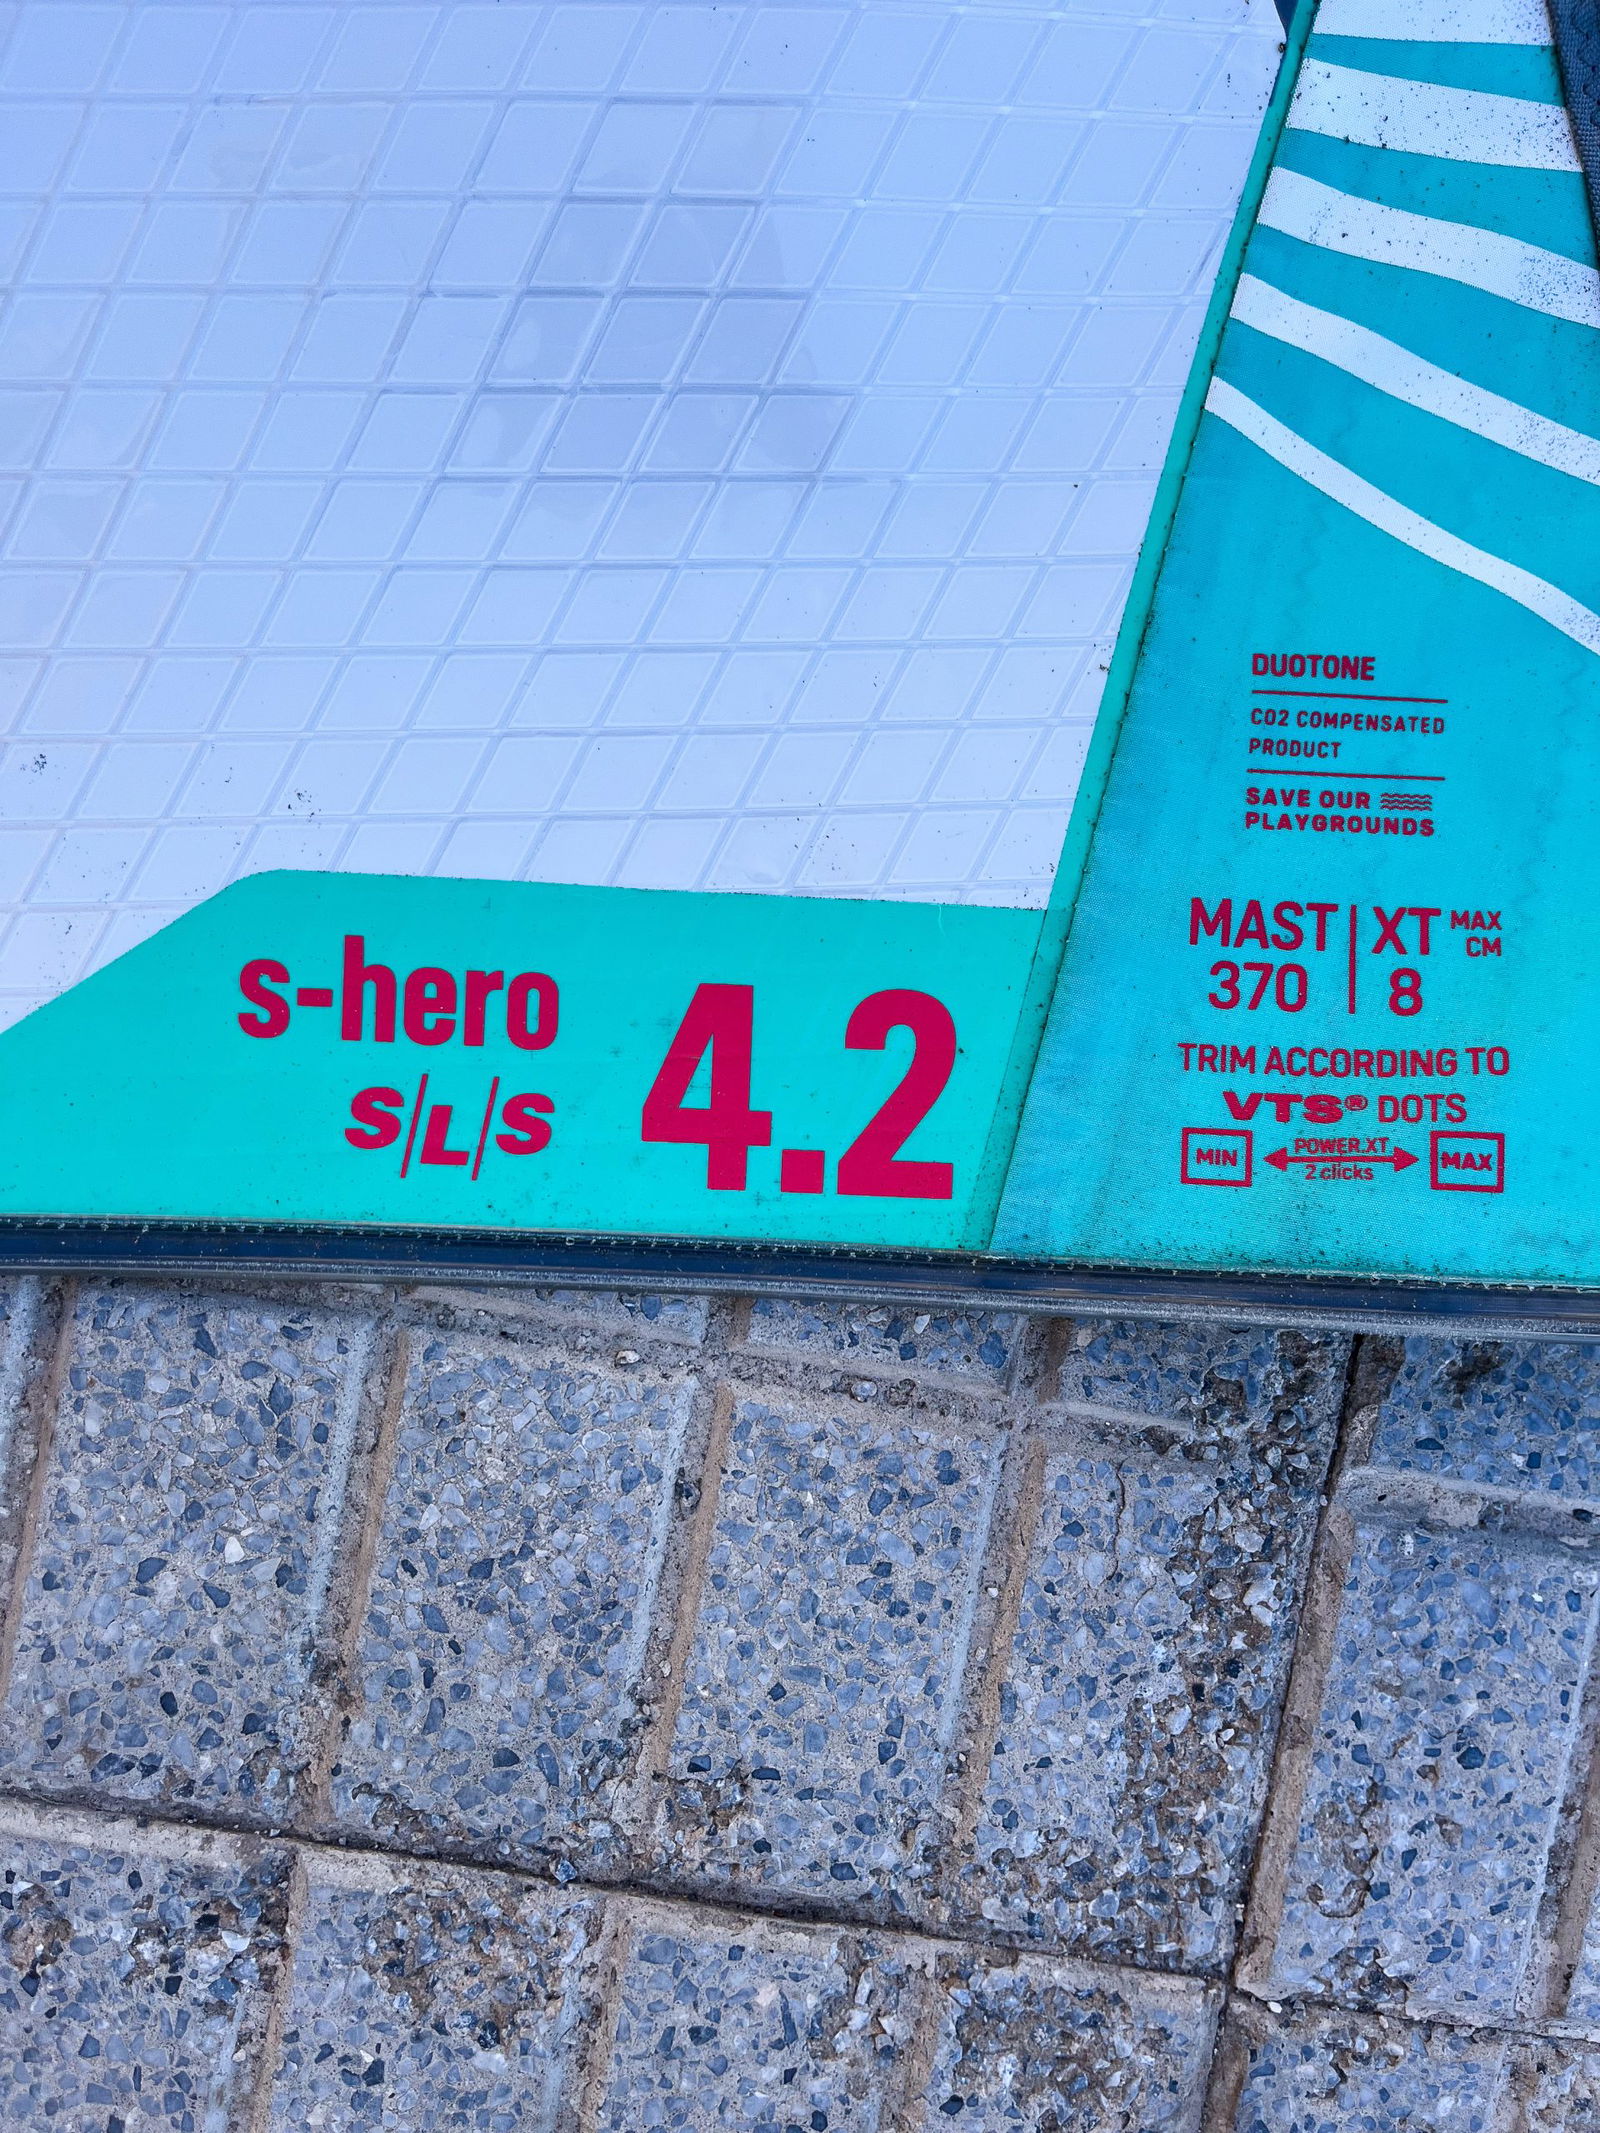 DUOTONE
CO2 COMPENSATED
PRODUCT
SAVE OUR
PLAYGROUNDS
s-hero
S/L/S
4.2
MAST | XT MAX CM
370 | 8
TRIM ACCORDING TO
VTS® DOTS
MIN POWER.XT MAX
2 clicks